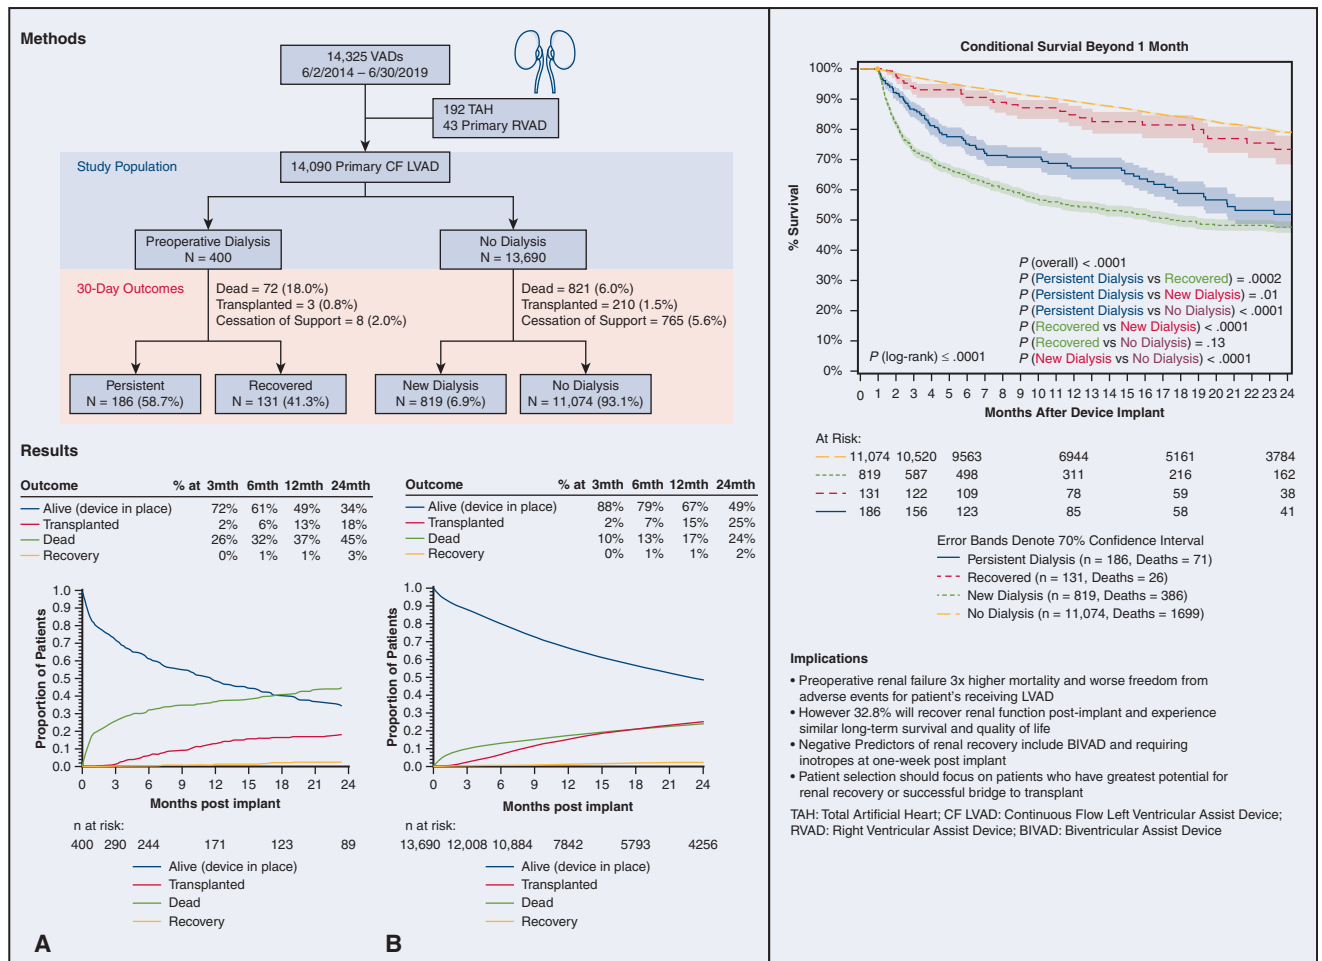 Methods
14,325 VADs
6/2/2014 – 6/30/2019
192 TAH
43 Primary RVAD
Study Population
14,090 Primary CF LVAD
Preoperative Dialysis
N = 400
No Dialysis
N = 13,690
30-Day Outcomes
Dead = 72 (18.0%)
Transplanted = 3 (0.8%)
Cessation of Support = 8 (2.0%)
Dead = 821 (6.0%)
Transplanted = 210 (1.5%)
Cessation of Support = 765 (5.6%)
Persistent
N = 186 (58.7%)
Recovered
N = 131 (41.3%)
New Dialysis
N = 819 (6.9%)
No Dialysis
N = 11,074 (93.1%)
Results
Outcome % at 3mth 6mth 12mth 24mth
Alive (device in place) 72% 61% 49% 34%
Transplanted 2% 6% 13% 18%
Dead 26% 32% 37% 45%
Recovery 0% 1% 1% 3%
Proportion of Patients
1.0
0.9
0.8
0.7
0.6
0.5
0.4
0.3
0.2
0.1
0.0
0 3 6 9 12 15 18 21 24
Months post implant
n at risk:
400 290 244 171 123 89
Alive (device in place)
Transplanted
Dead
Recovery
A
Outcome % at 3mth 6mth 12mth 24mth
Alive (device in place) 88% 79% 67% 49%
Transplanted 2% 7% 15% 25%
Dead 10% 13% 17% 24%
Recovery 0% 1% 1% 2%
Proportion of Patients
1.0
0.9
0.8
0.7
0.6
0.5
0.4
0.3
0.2
0.1
0.0
0 3 6 9 12 15 18 21 24
Months post implant
n at risk:
13,690 12,008 10,884 7842 5793 4256
Alive (device in place)
Transplanted
Dead
Recovery
B
Conditional Survial Beyond 1 Month
% Survival
100%
90%
80%
70%
60%
50%
40%
30%
20%
10%
0%
P (overall) < .0001
P (Persistent Dialysis vs Recovered) = .0002
P (Persistent Dialysis vs New Dialysis) = .01
P (Persistent Dialysis vs No Dialysis) < .0001
P (Recovered vs New Dialysis) < .0001
P (Recovered vs No Dialysis) = .13
P (New Dialysis vs No Dialysis) < .0001
P (log-rank) ≤ .0001
0 1 2 3 4 5 6 7 8 9 10 11 12 13 14 15 16 17 18 19 20 21 22 23 24
Months After Device Implant
At Risk:
11,074 10,520 9563 6944 5161 3784
819 587 498 311 216 162
131 122 109 78 59 38
186 156 123 85 58 41
Error Bands Denote 70% Confidence Interval
Persistent Dialysis (n = 186, Deaths = 71)
Recovered (n = 131, Deaths = 26)
New Dialysis (n = 819, Deaths = 386)
No Dialysis (n = 11,074, Deaths = 1699)
Implications
• Preoperative renal failure 3x higher mortality and worse freedom from
adverse events for patient's receiving LVAD
• However 32.8% will recover renal function post-implant and experience
similar long-term survival and quality of life
• Negative Predictors of renal recovery include BIVAD and requiring
inotropes at one-week post implant
• Patient selection should focus on patients who have greatest potential for
renal recovery or successful bridge to transplant
TAH: Total Artificial Heart; CF LVAD: Continuous Flow Left Ventricular Assist Device;
RVAD: Right Ventricular Assist Device; BIVAD: Biventricular Assist Device